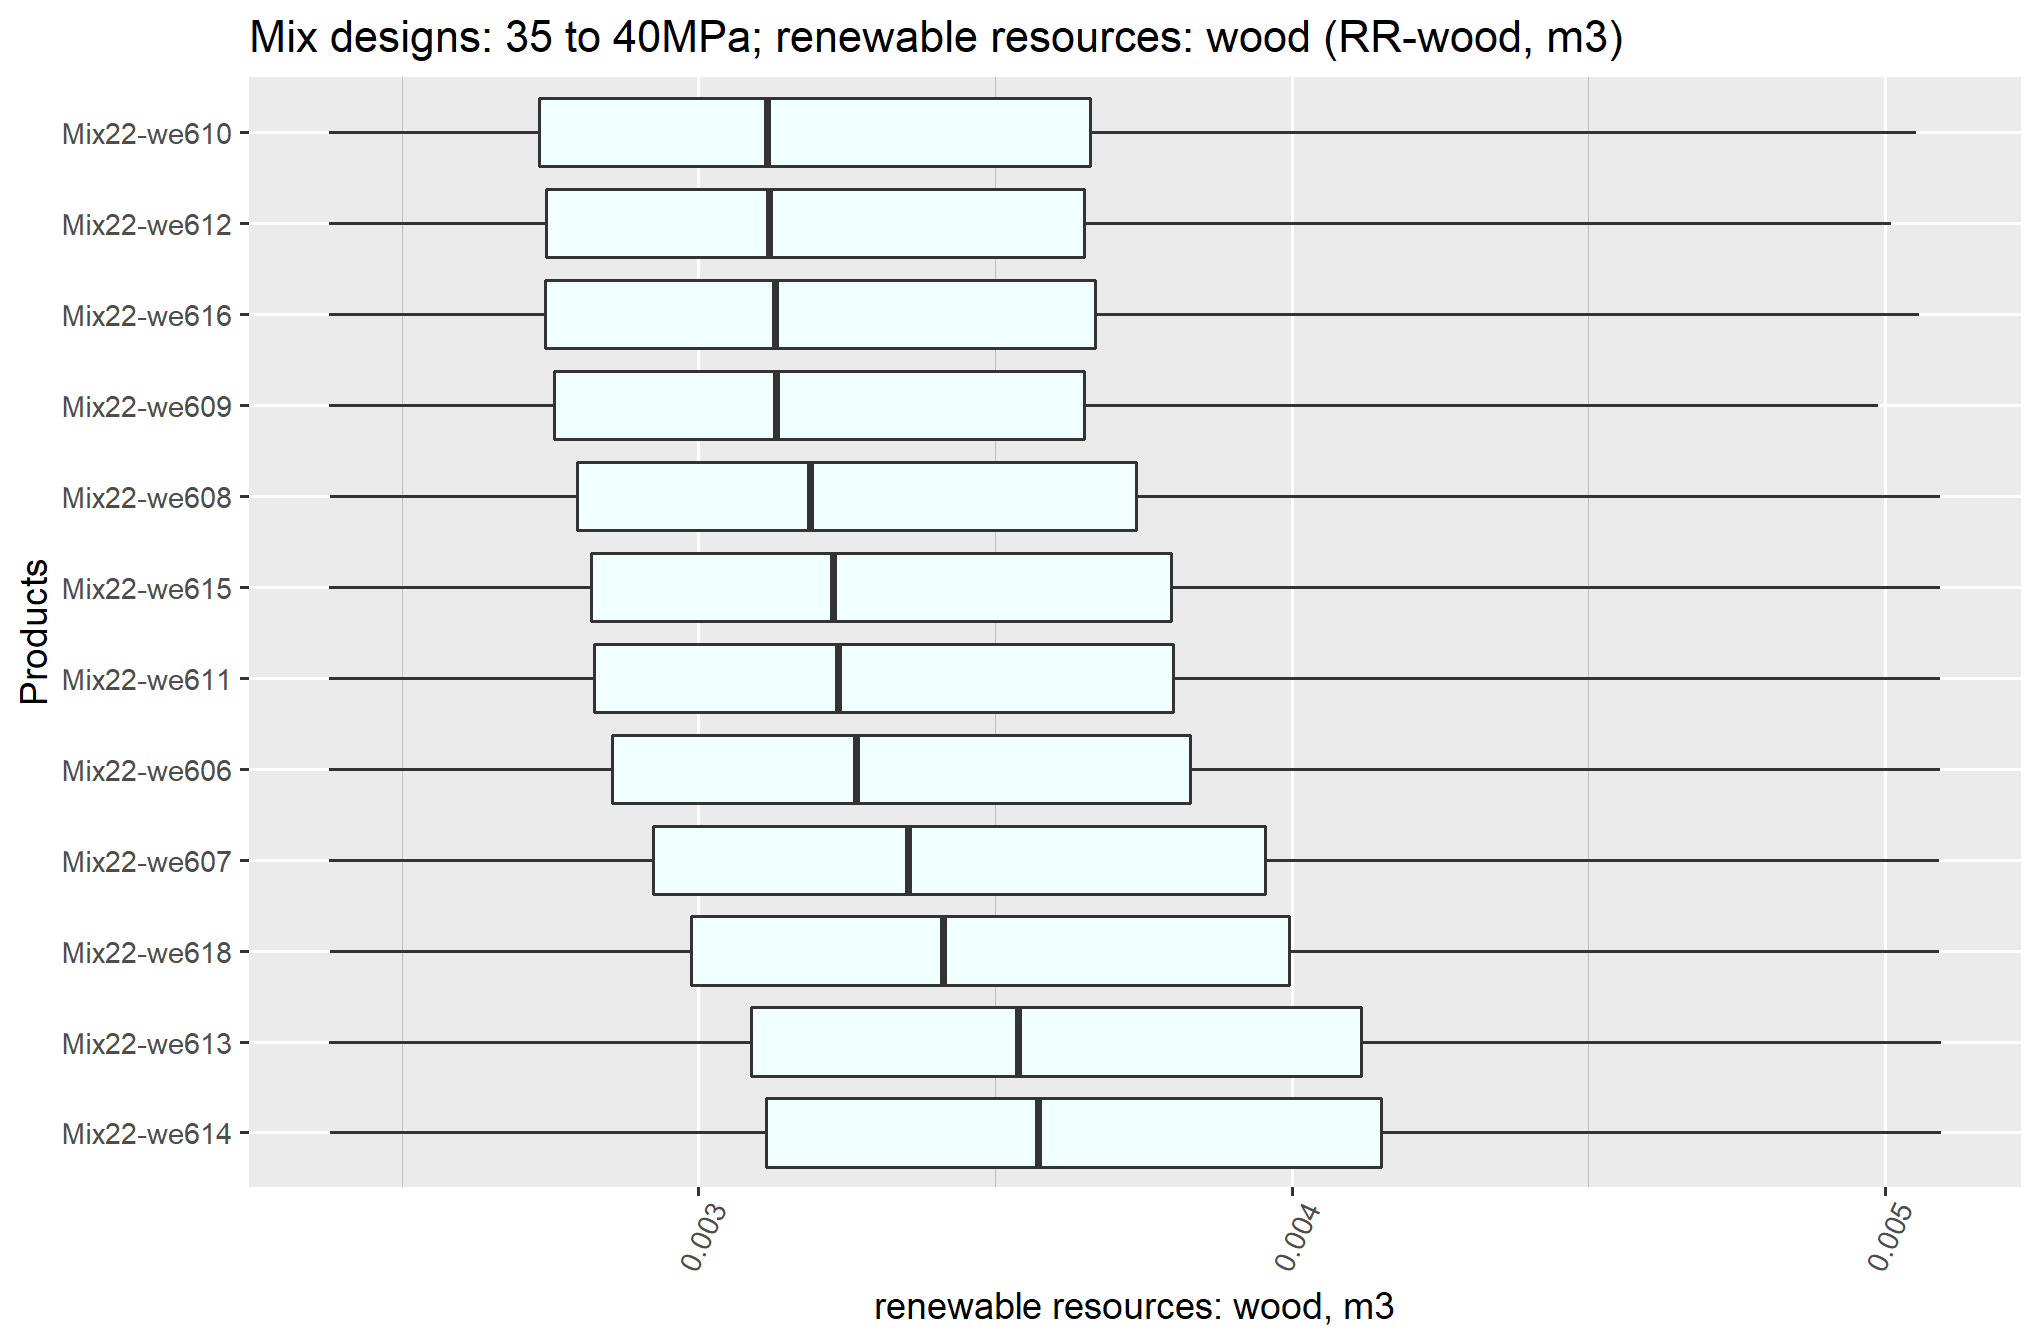 Mix designs: 35 to 40MPa; renewable resources: wood (RR-wood, m3)
Products
Mix22-we610
Mix22-we612
Mix22-we616
Mix22-we609
Mix22-we608
Mix22-we615
Mix22-we611
Mix22-we606
Mix22-we607
Mix22-we618
Mix22-we613
Mix22-we614
0.003
0.004
0.005
renewable resources: wood, m3